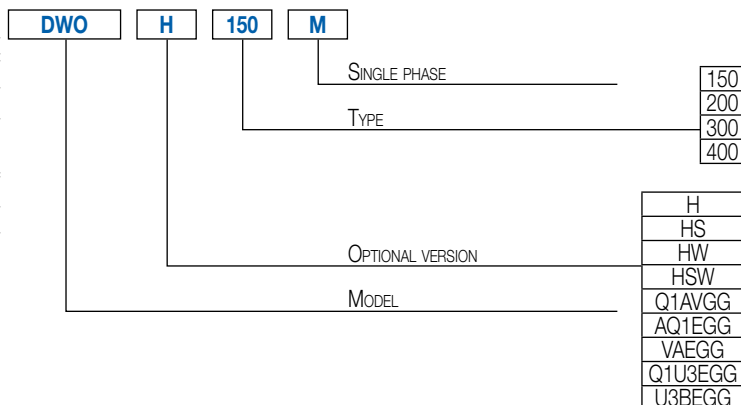 DWO H 150 M
SINGLE PHASE
150
200
TYPE
300
400
H
HS
OPTIONAL VERSION
HW
HSW
MODEL
Q1AVGG
AQ1EGG
VAEGG
Q1U3EGG
U3BEGG